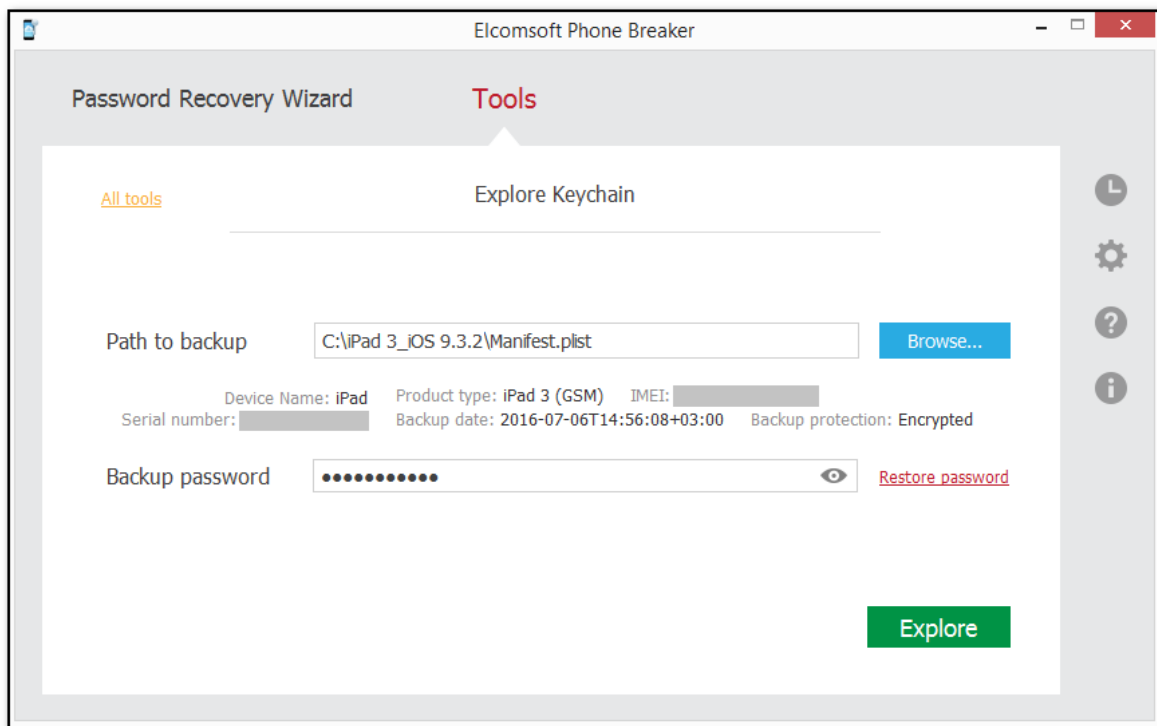 Elcomsoft Phone Breaker
Password Recovery Wizard Tools
All tools
Explore Keychain
Path to backup C:\iPad 3_iOS 9.3.2\Manifest.plist Browse...
Device Name: iPad Product type: iPad 3 (GSM) IMEI:
Serial number: Backup date: 2016-07-06T14:56:08+03:00 Backup protection: Encrypted
Backup password ●●●●●●●●●●● Restore password
Explore